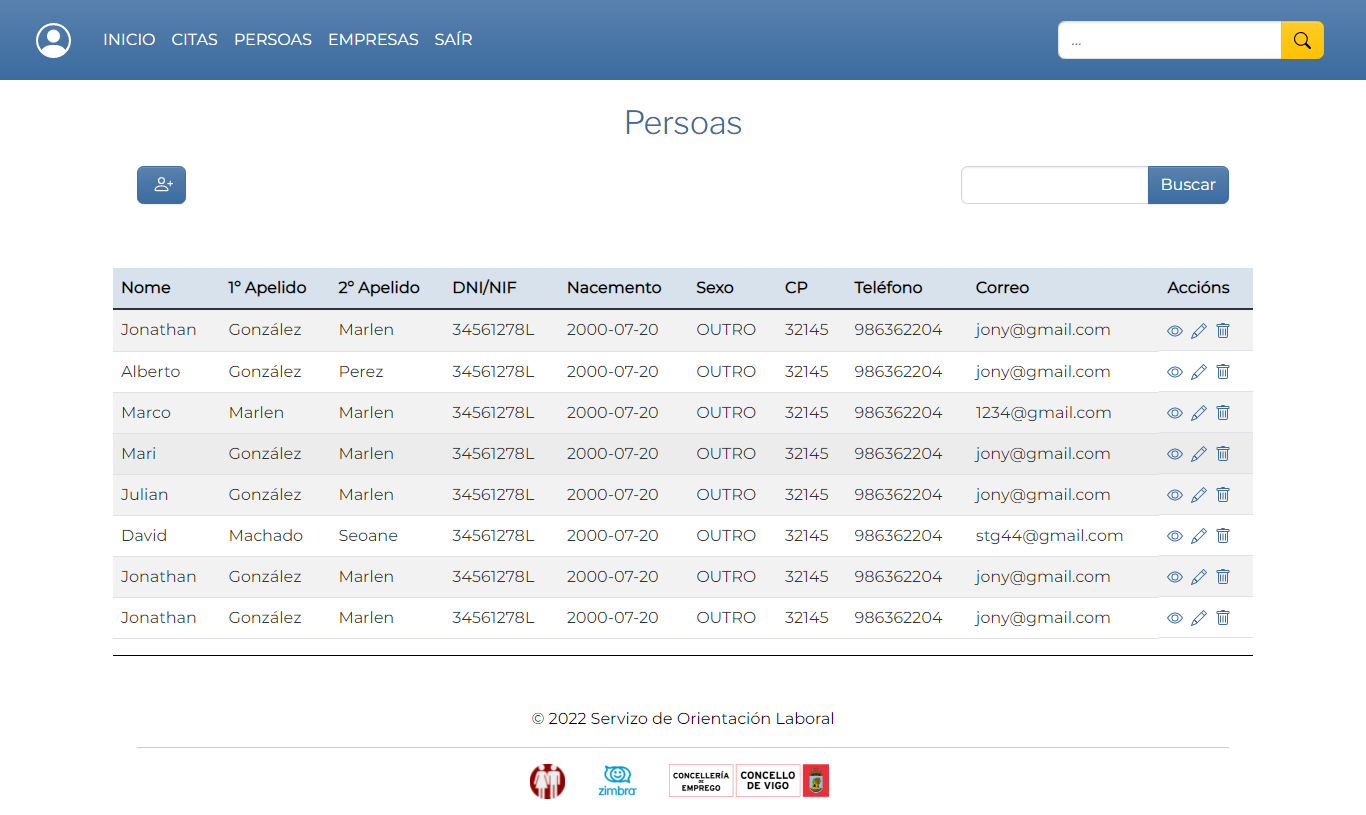 INICIO CITAS PERSOAS EMPRESAS SAÍR ...
Persoas
Buscar
Nome 1º Apelido 2º Apelido DNI/NIF Nacemento Sexo CP Teléfono Correo Accións
Jonathan González Marlen 34561278L 2000-07-20 OUTRO 32145 986362204 jony@gmail.com
Alberto González Perez 34561278L 2000-07-20 OUTRO 32145 986362204 jony@gmail.com
Marco Marlen Marlen 34561278L 2000-07-20 OUTRO 32145 986362204 1234@gmail.com
Mari González Marlen 34561278L 2000-07-20 OUTRO 32145 986362204 jony@gmail.com
Julian González Marlen 34561278L 2000-07-20 OUTRO 32145 986362204 jony@gmail.com
David Machado Seoane 34561278L 2000-07-20 OUTRO 32145 986362204 stg44@gmail.com
Jonathan González Marlen 34561278L 2000-07-20 OUTRO 32145 986362204 jony@gmail.com
Jonathan González Marlen 34561278L 2000-07-20 OUTRO 32145 986362204 jony@gmail.com
© 2022 Servizo de Orientación Laboral
zimbra
CONCELLERÍA
DE
EMPREGO
CONCELLO
DE VIGO